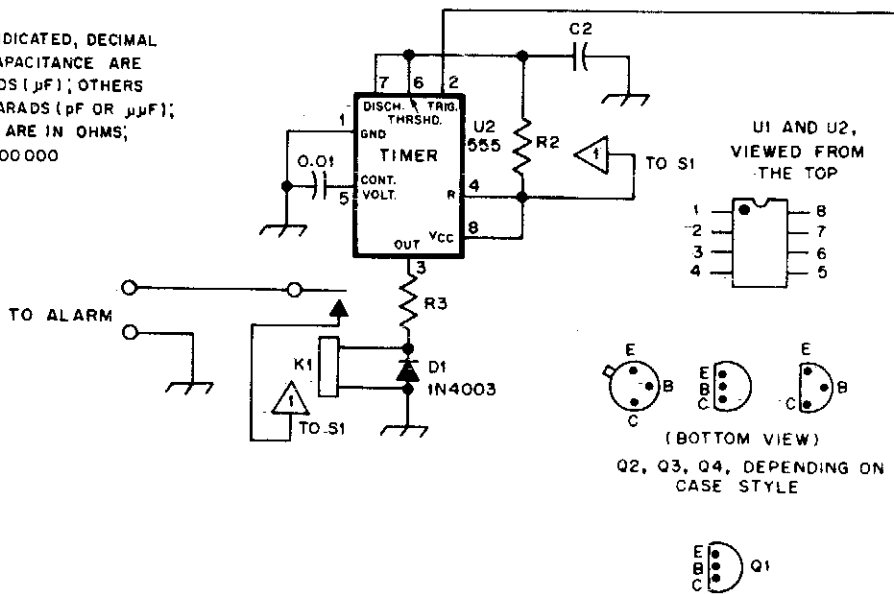 DICATED, DECIMAL
APACITANCE ARE
DS (µF); OTHERS
ARADS (pF OR µµF);
ARE IN OHMS;
00 000
C2
7
6
2
DISCH.
TRIG.
THRSHD.
1
GND
U2
555
R2
TIMER
0.01
CONT.
VOLT.
5
R
4
VCC
8
OUT
3
1
TO S1
U1 AND U2,
VIEWED FROM
THE TOP
1
8
2
7
3
6
4
5
TO ALARM
R3
K1
D1
1N4003
1
TO S1
E
B
C
E
B
C
E
B
C
(BOTTOM VIEW)
Q2, Q3, Q4, DEPENDING ON
CASE STYLE
E
B
C
Q1